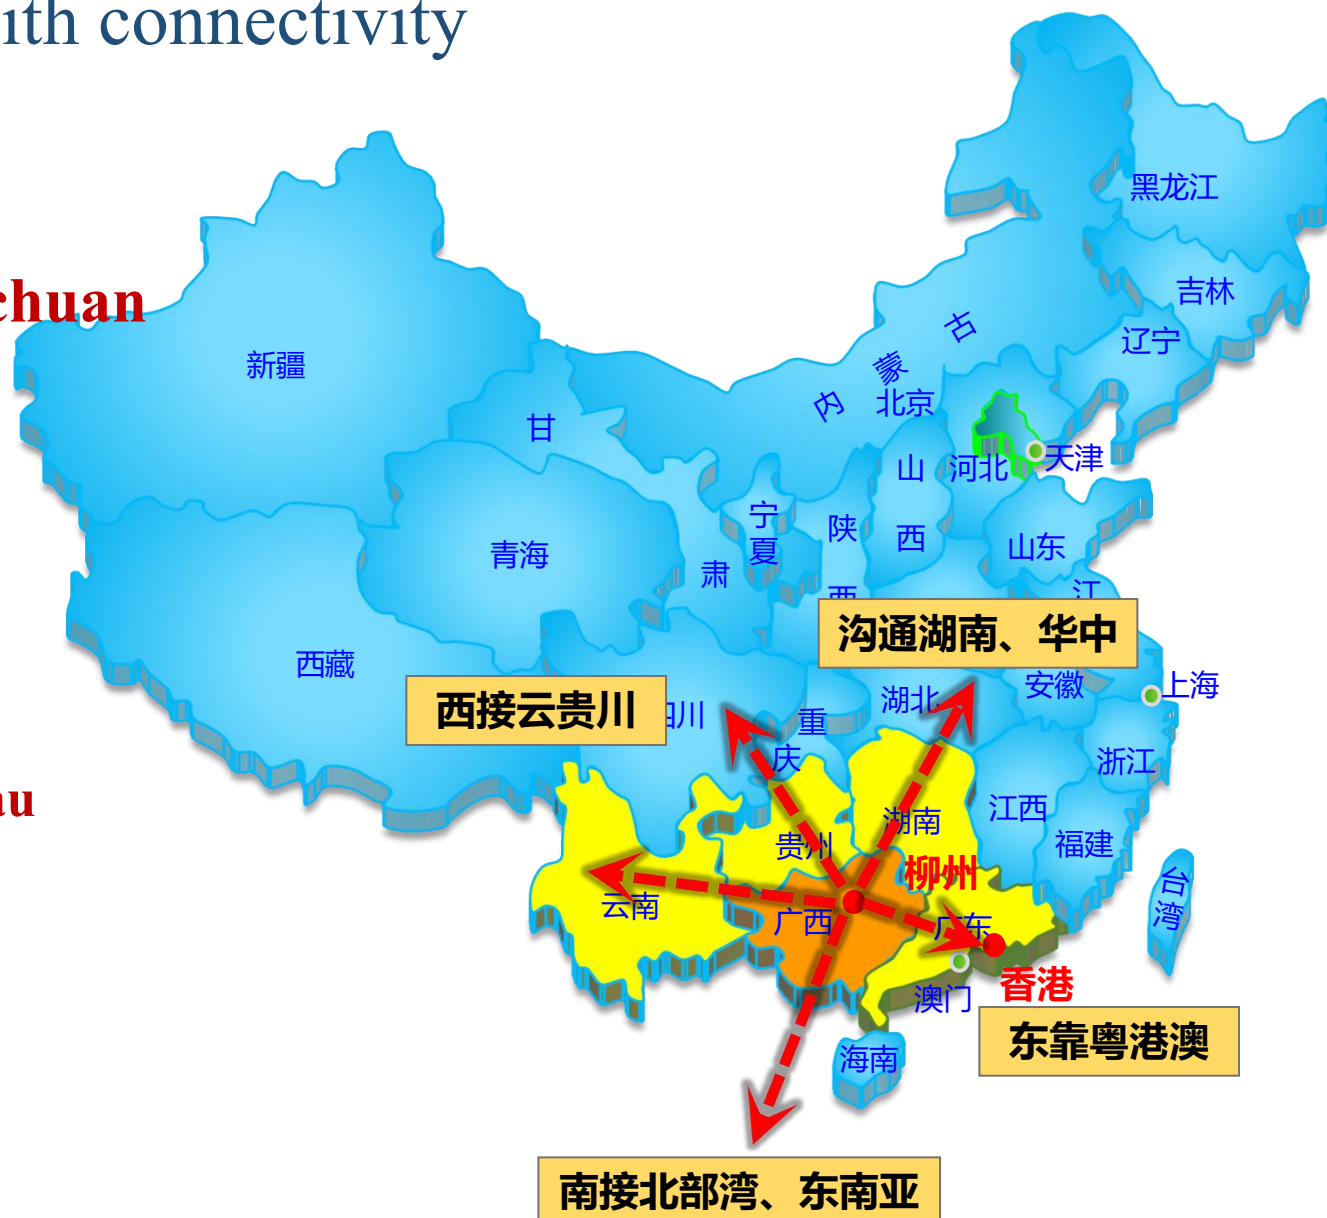 ith connectivity
黑龙江
chuan
吉林
辽宁
古
蒙
内
新疆
北京
甘
天津
山
河北
宁
夏
陕
西
山东
青海
肃
西
江
沟通湖南、华中
西藏
安徽
上海
西接云贵川
川
湖北
重
庆
浙江
au
江西
湖南
贵州
福建
柳州
台
湾
云南
广西
广东
香港
澳门
东靠粤港澳
海南
南接北部湾、东南亚